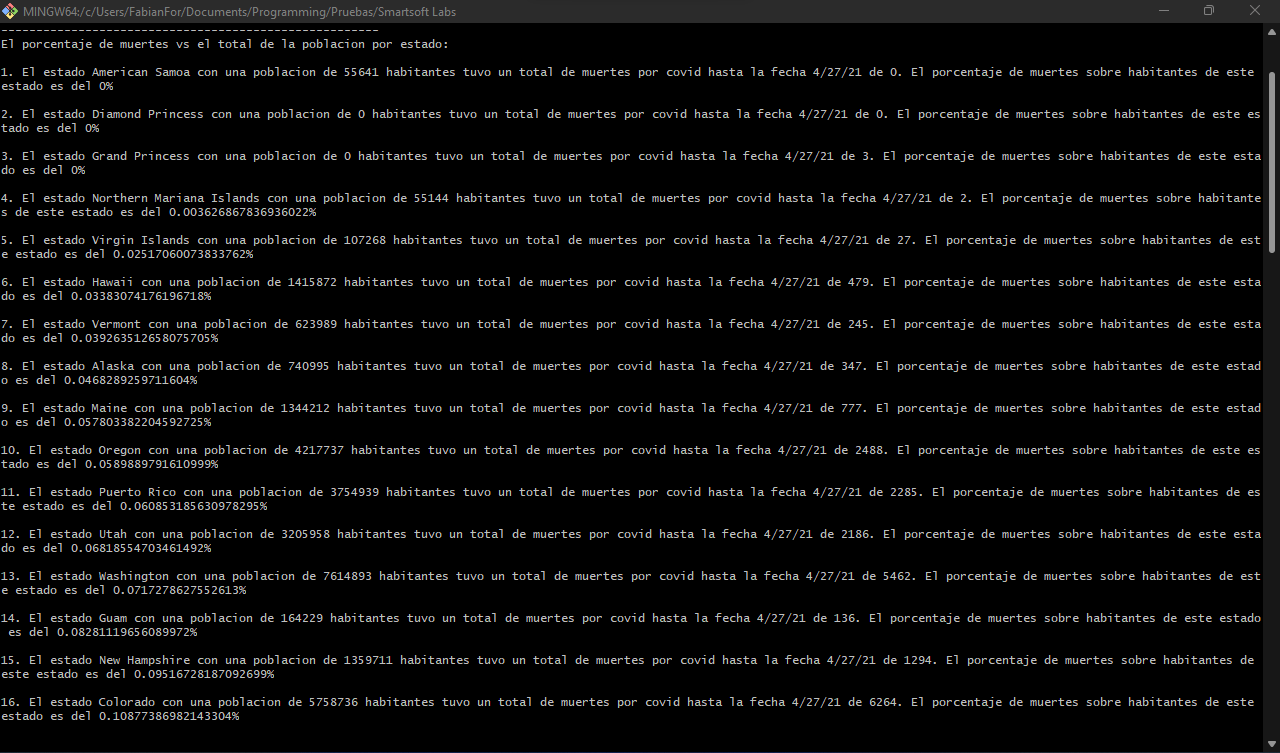 MINGW64:/c/Users/FabianFor/Documents/Programming/Pruebas/Smartsoft Labs
------------------------------------------------------
El porcentaje de muertes vs el total de la poblacion por estado:
1. El estado American Samoa con una poblacion de 55641 habitantes tuvo un total de muertes por covid hasta la fecha 4/27/21 de 0. El porcentaje de muertes sobre habitantes de este
estado es del 0%
2. El estado Diamond Princess con una poblacion de 0 habitantes tuvo un total de muertes por covid hasta la fecha 4/27/21 de 0. El porcentaje de muertes sobre habitantes de este es
tado es del 0%
3. El estado Grand Princess con una poblacion de 0 habitantes tuvo un total de muertes por covid hasta la fecha 4/27/21 de 3. El porcentaje de muertes sobre habitantes de este esta
do es del 0%
4. El estado Northern Mariana Islands con una poblacion de 55144 habitantes tuvo un total de muertes por covid hasta la fecha 4/27/21 de 2. El porcentaje de muertes sobre habitante
s de este estado es del 0.003626867836936022%
5. El estado Virgin Islands con una poblacion de 107268 habitantes tuvo un total de muertes por covid hasta la fecha 4/27/21 de 27. El porcentaje de muertes sobre habitantes de est
e estado es del 0.02517060073833762%
6. El estado Hawaii con una poblacion de 1415872 habitantes tuvo un total de muertes por covid hasta la fecha 4/27/21 de 479. El porcentaje de muertes sobre habitantes de este esta
do es del 0.03383074176196718%
7. El estado Vermont con una poblacion de 623989 habitantes tuvo un total de muertes por covid hasta la fecha 4/27/21 de 245. El porcentaje de muertes sobre habitantes de este esta
do es del 0.039263512658075705%
8. El estado Alaska con una poblacion de 740995 habitantes tuvo un total de muertes por covid hasta la fecha 4/27/21 de 347. El porcentaje de muertes sobre habitantes de este estad
o es del 0.0468289259711604%
9. El estado Maine con una poblacion de 1344212 habitantes tuvo un total de muertes por covid hasta la fecha 4/27/21 de 777. El porcentaje de muertes sobre habitantes de este estad
o es del 0.057803382204592725%
10. El estado Oregon con una poblacion de 4217737 habitantes tuvo un total de muertes por covid hasta la fecha 4/27/21 de 2488. El porcentaje de muertes sobre habitantes de este es
tado es del 0.0589889791610999%
11. El estado Puerto Rico con una poblacion de 3754939 habitantes tuvo un total de muertes por covid hasta la fecha 4/27/21 de 2285. El porcentaje de muertes sobre habitantes de es
te estado es del 0.060853185630978295%
12. El estado Utah con una poblacion de 3205958 habitantes tuvo un total de muertes por covid hasta la fecha 4/27/21 de 2186. El porcentaje de muertes sobre habitantes de este esta
do es del 0.06818554703461492%
13. El estado Washington con una poblacion de 7614893 habitantes tuvo un total de muertes por covid hasta la fecha 4/27/21 de 5462. El porcentaje de muertes sobre habitantes de est
e estado es del 0.0717278627552613%
14. El estado Guam con una poblacion de 164229 habitantes tuvo un total de muertes por covid hasta la fecha 4/27/21 de 136. El porcentaje de muertes sobre habitantes de este estado
es del 0.08281119656089972%
15. El estado New Hampshire con una poblacion de 1359711 habitantes tuvo un total de muertes por covid hasta la fecha 4/27/21 de 1294. El porcentaje de muertes sobre habitantes de
este estado es del 0.09516728187092699%
16. El estado Colorado con una poblacion de 5758736 habitantes tuvo un total de muertes por covid hasta la fecha 4/27/21 de 6264. El porcentaje de muertes sobre habitantes de este
estado es del 0.10877386982143304%